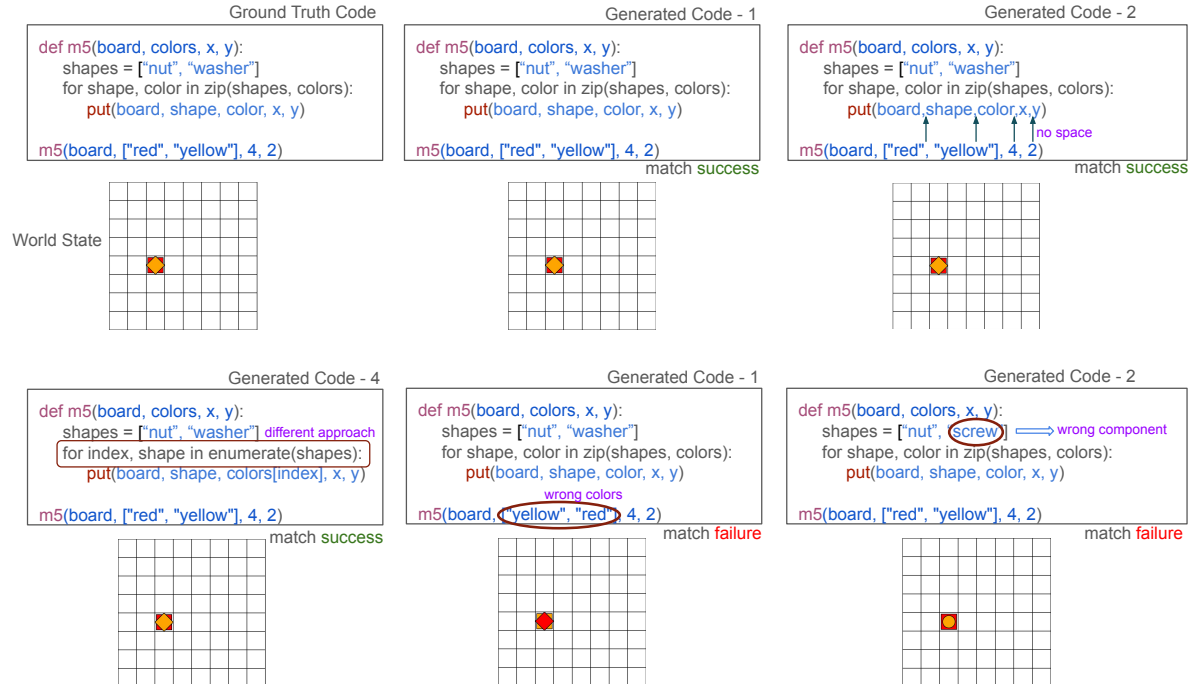 Ground Truth Code
def m5(board, colors, x, y):
shapes = [“nut”, “washer”]
for shape, color in zip(shapes, colors):
put(board, shape, color, x, y)
m5(board, ["red", "yellow"], 4, 2)
Generated Code - 1
def m5(board, colors, x, y):
shapes = [“nut”, “washer”]
for shape, color in zip(shapes, colors):
put(board, shape, color, x, y)
m5(board, ["red", "yellow"], 4, 2)
match success
Generated Code - 2
def m5(board, colors, x, y):
shapes = [“nut”, “washer”]
for shape, color in zip(shapes, colors):
put(board,shape,color,x,y)
no space
m5(board, ["red", "yellow"], 4, 2)
match success
World State
Generated Code - 4
def m5(board, colors, x, y):
shapes = [“nut”, “washer”] different approach
for index, shape in enumerate(shapes):
put(board, shape, colors[index], x, y)
m5(board, ["red", "yellow"], 4, 2)
match success
Generated Code - 1
def m5(board, colors, x, y):
shapes = [“nut”, “washer”]
for shape, color in zip(shapes, colors):
put(board, shape, color, x, y)
wrong colors
m5(board, ["yellow", "red"], 4, 2)
match failure
Generated Code - 2
def m5(board, colors, x, y):
shapes = [“nut”, “screw”] wrong component
for shape, color in zip(shapes, colors):
put(board, shape, color, x, y)
m5(board, ["red", "yellow"], 4, 2)
match failure